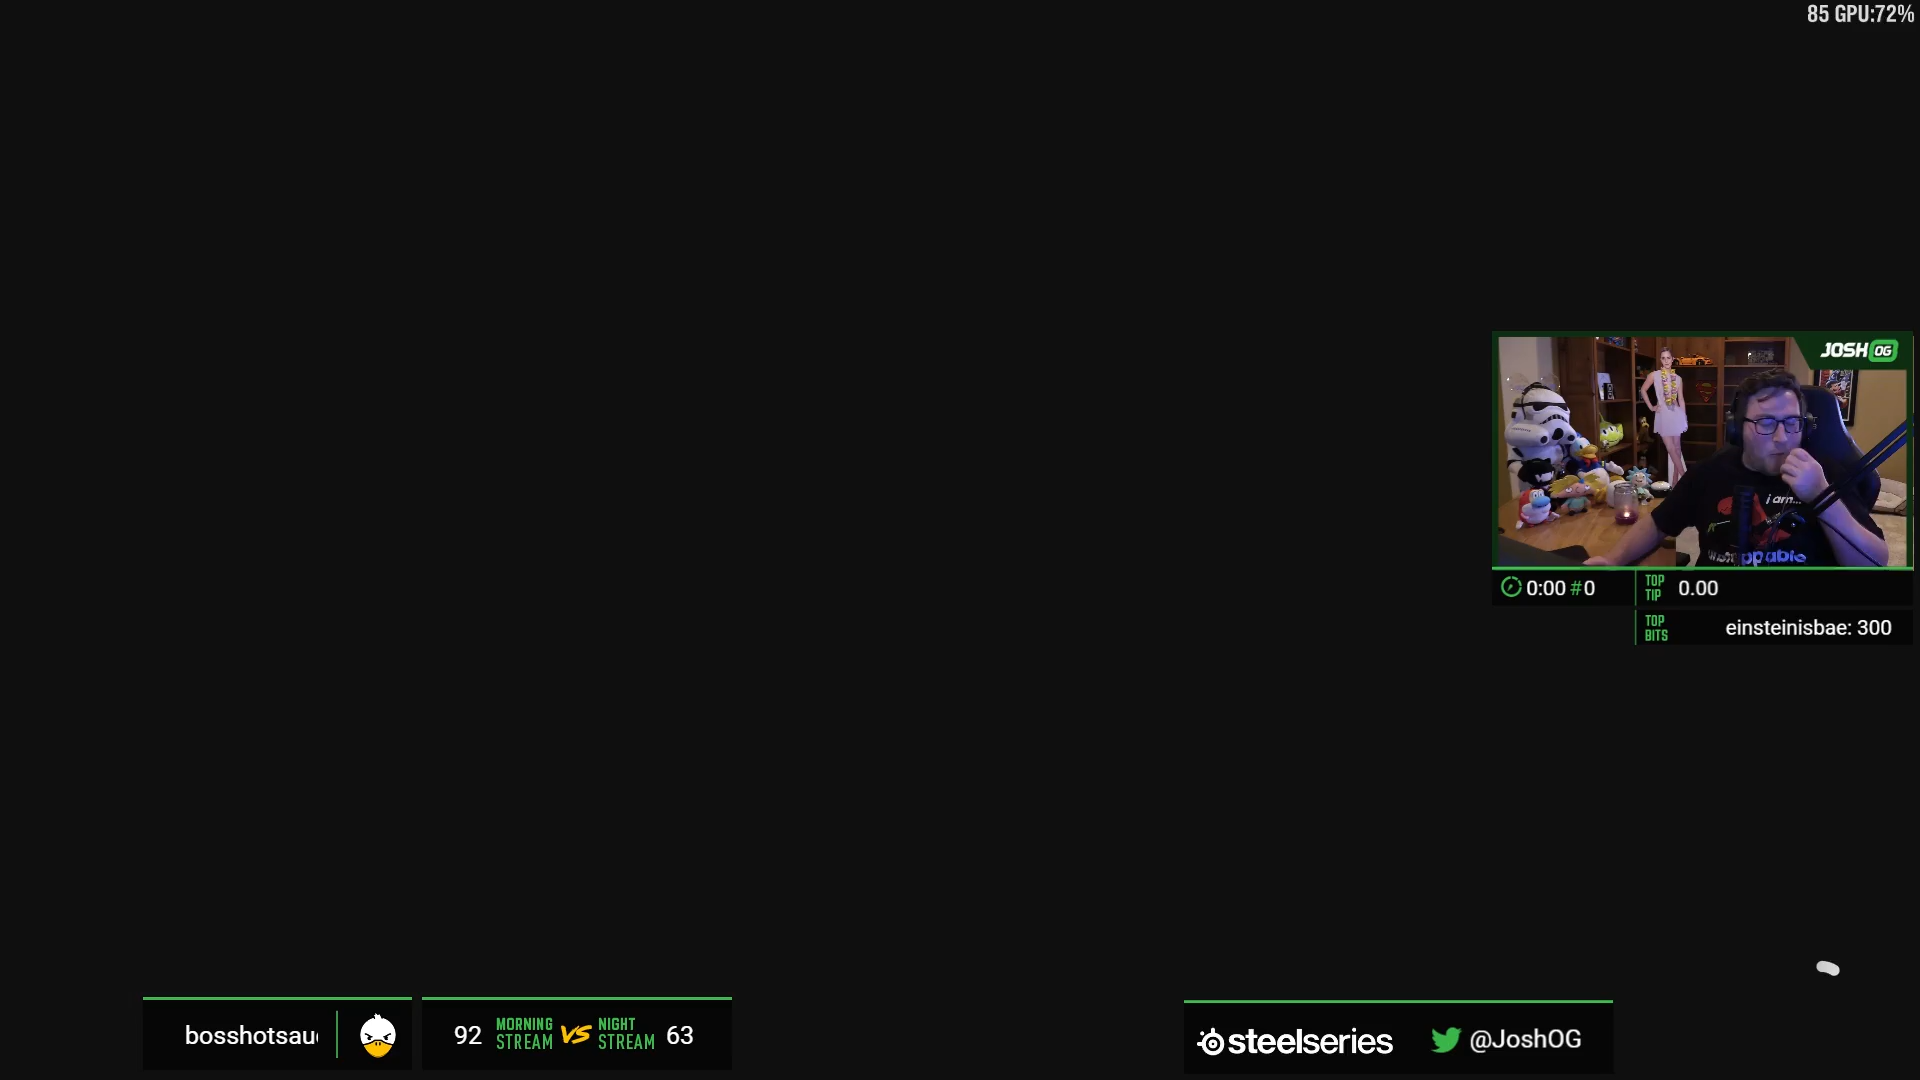 85 GPU:72%
JOSH OG
i am...
0:00 #0
TOP TIP 0.00
TOP BITS einsteinisbae: 300
bosshotsau
92 MORNING STREAM VS NIGHT STREAM 63
steelseries @JoshOG